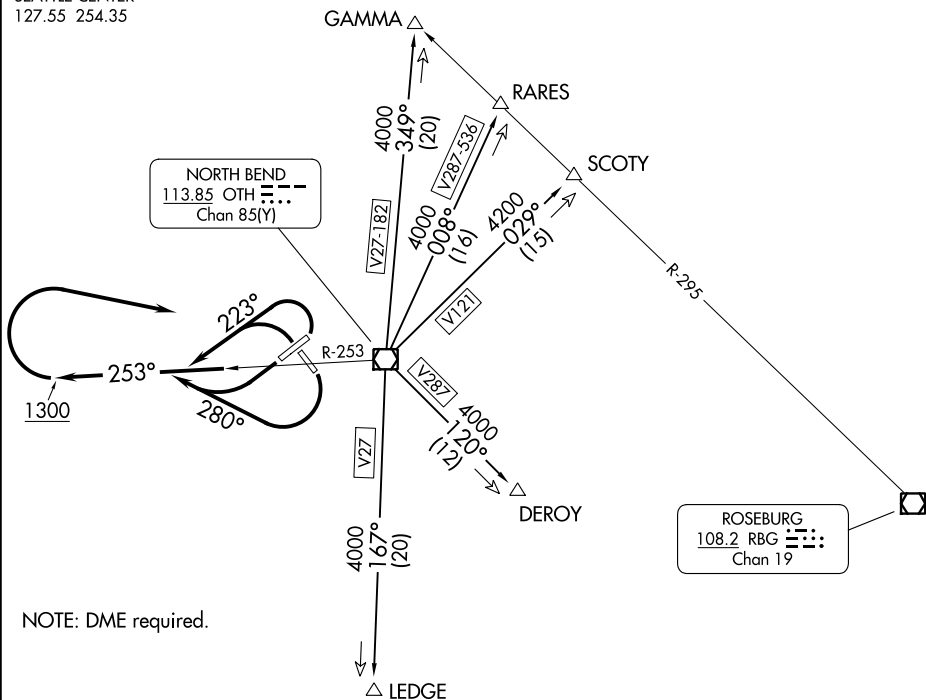 127.55 254.35
GAMMA
RARES
SCOTY
4000
349°
(20)
V27-182
V287-536
4000
008°
(16)
4200
029°
(15)
V121
NORTH BEND
113.85 OTH
Chan 85(Y)
R-295
223°
R-253
253°
1300
280°
V287
4000
120°
(12)
DEROY
V27
4000
167°
(20)
ROSEBURG
108.2 RBG
Chan 19
NOTE: DME required.
LEDGE